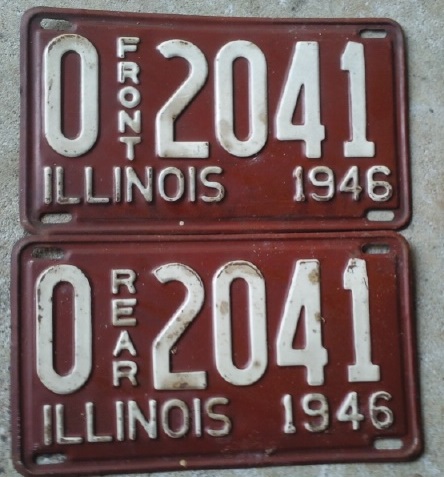 0 FRONT 2041
ILLINOIS 1946
0 REAR 2041
ILLINOIS 1946